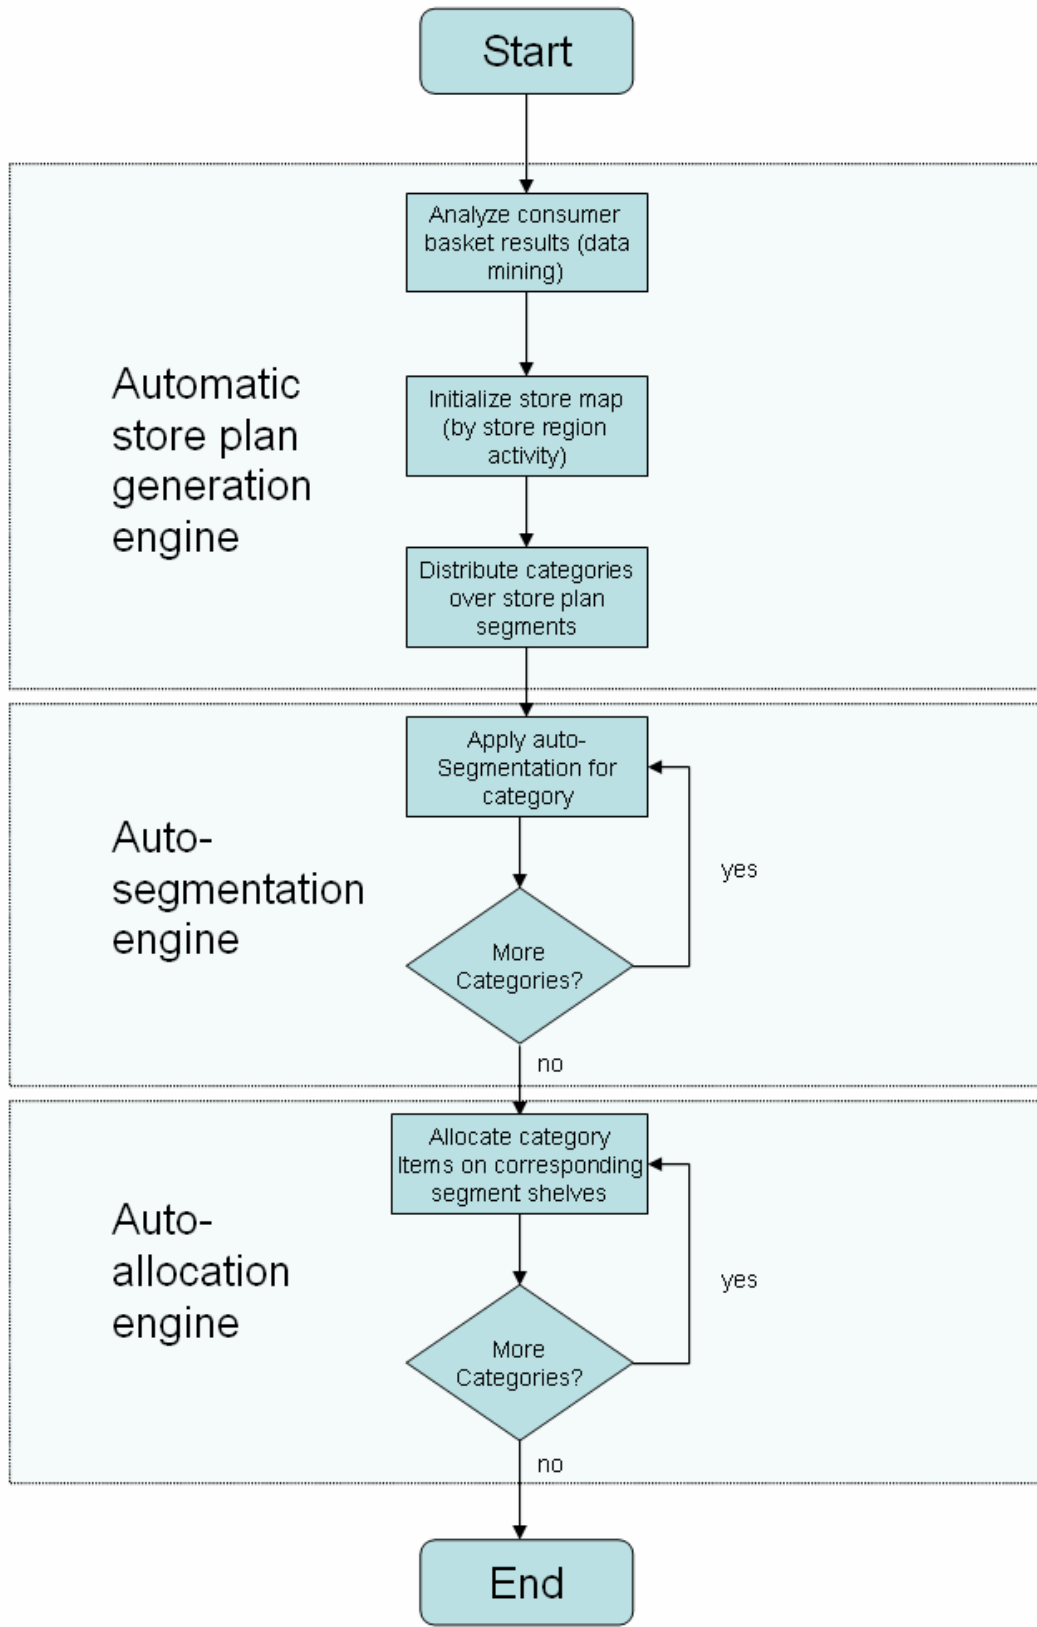 Start
Analyze consumer
basket results (data
mining)
Automatic
store plan
generation
engine
Initialize store map
(by store region
activity)
Distribute categories
over store plan
segments
Apply auto-
Segmentation for
category
Auto-
segmentation
engine
yes
More
Categories?
no
Allocate category
Items on corresponding
segment shelves
Auto-
allocation
engine
yes
More
Categories?
no
End